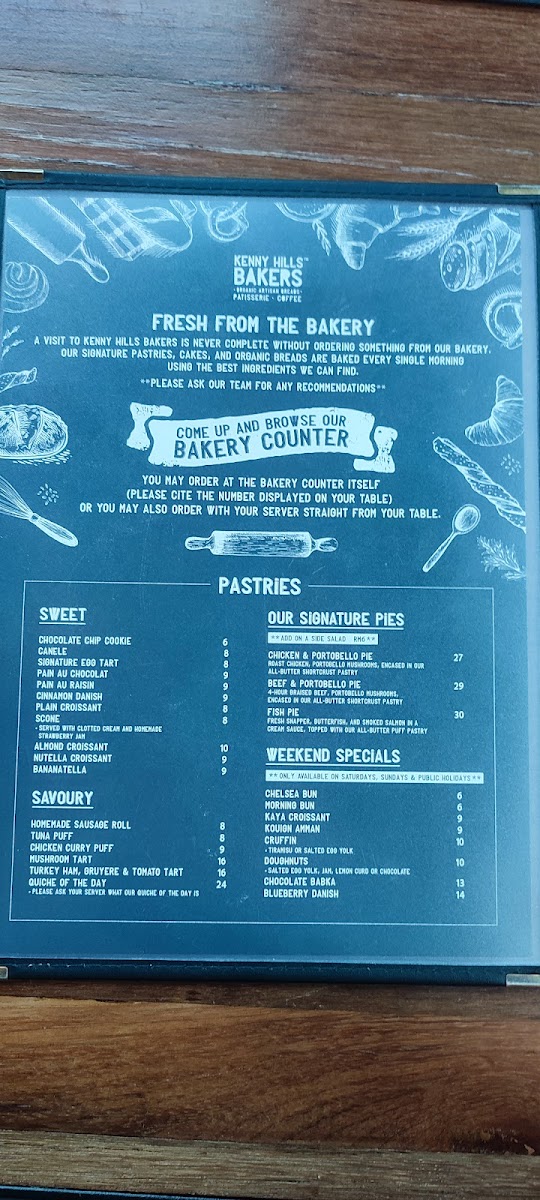 KENNY HILLS™
BAKERS
·ORGANIC ARTISAN BREADS·
PATISSERIE · COFFEE
FRESH FROM THE BAKERY
A VISIT TO KENNY HILLS BAKERS IS NEVER COMPLETE WITHOUT ORDERING SOMETHING FROM OUR BAKERY.
OUR SIGNATURE PASTRIES, CAKES, AND ORGANIC BREADS ARE BAKED EVERY SINGLE MORNING
USING THE BEST INGREDIENTS WE CAN FIND.
**PLEASE ASK OUR TEAM FOR ANY RECOMMENDATIONS**
COME UP AND BROWSE OUR
BAKERY COUNTER
YOU MAY ORDER AT THE BAKERY COUNTER ITSELF
(PLEASE CITE THE NUMBER DISPLAYED ON YOUR TABLE)
OR YOU MAY ALSO ORDER WITH YOUR SERVER STRAIGHT FROM YOUR TABLE.
PASTRIES
SWEET
CHOCOLATE CHIP COOKIE 6
CANELE 8
SIGNATURE EGG TART 8
PAIN AU CHOCOLAT 9
PAIN AU RAISIN 9
CINNAMON DANISH 9
PLAIN CROISSANT 8
SCONE 8
- SERVED WITH CLOTTED CREAM AND HOMEMADE
STRAWBERRY JAM
ALMOND CROISSANT 10
NUTELLA CROISSANT 9
BANANATELLA 9
SAVOURY
HOMEMADE SAUSAGE ROLL 8
TUNA PUFF 8
CHICKEN CURRY PUFF 9
MUSHROOM TART 16
TURKEY HAM, GRUYERE & TOMATO TART 16
QUICHE OF THE DAY 24
- PLEASE ASK YOUR SERVER WHAT OUR QUICHE OF THE DAY IS
OUR SIGNATURE PIES
**ADD ON A SIDE SALAD : RM6**
CHICKEN & PORTOBELLO PIE 27
ROAST CHICKEN, PORTOBELLO MUSHROOMS, ENCASED IN OUR
ALL-BUTTER SHORTCRUST PASTRY
BEEF & PORTOBELLO PIE 29
4-HOUR BRAISED BEEF, PORTOBELLO MUSHROOMS,
ENCASED IN OUR ALL-BUTTER SHORTCRUST PASTRY
FISH PIE 30
FRESH SNAPPER, BUTTERFISH, AND SMOKED SALMON IN A
CREAM SAUCE, TOPPED WITH OUR ALL-BUTTER PUFF PASTRY
WEEKEND SPECIALS
**ONLY AVAILABLE ON SATURDAYS, SUNDAYS & PUBLIC HOLIDAYS**
CHELSEA BUN 6
MORNING BUN 6
KAYA CROISSANT 9
KOUIGN AMMAN 9
CRUFFIN 10
- TIRAMISU OR SALTED EGG YOLK
DOUGHNUTS 10
- SALTED EGG YOLK, JAM, LEMON CURD OR CHOCOLATE
CHOCOLATE BABKA 13
BLUEBERRY DANISH 14